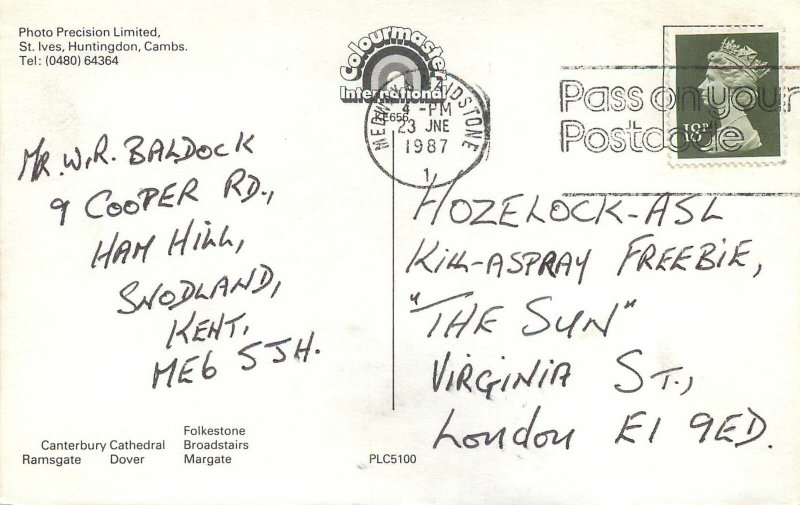 Photo Precision Limited,
St. Ives, Huntingdon, Cambs.
Tel: (0480) 64364
Colourmaster
International
MR. W.R. BALDOCK
9 COOPER RD.,
HAM HILL,
SNODLAND,
KENT,
ME6 5JH.
Folkestone
Canterbury Cathedral Broadstairs
Ramsgate Dover Margate
PLC5100
MAIDSTONE
4 -PM
23 JNE
1987
1
Pass on your
Postcode
18P
HOZELOCK-ASL
KILL-ASPRAY FREEBIE,
"THE SUN"
VIRGINIA ST.,
London E1 9ED.